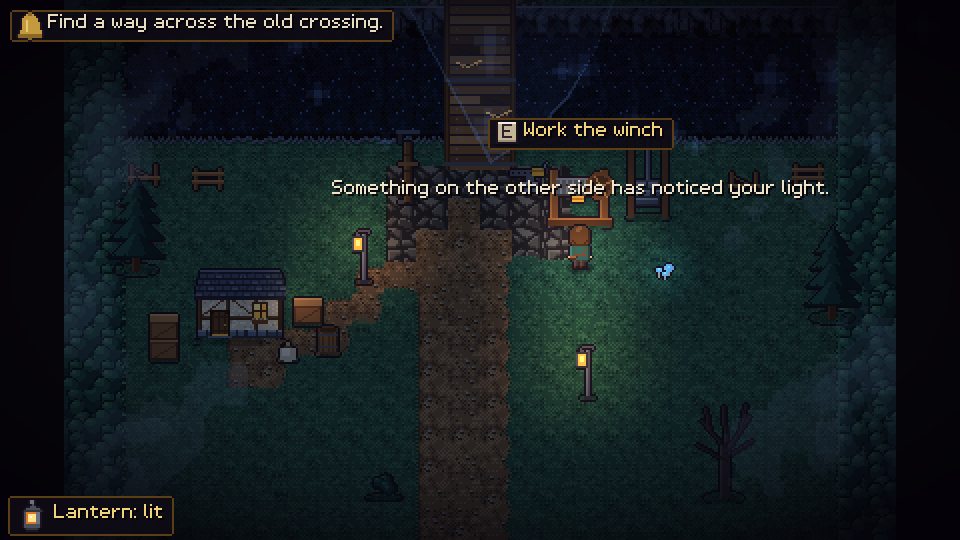 Find a way across the old crossing.
E Work the winch
Something on the other side has noticed your light.
Lantern: lit